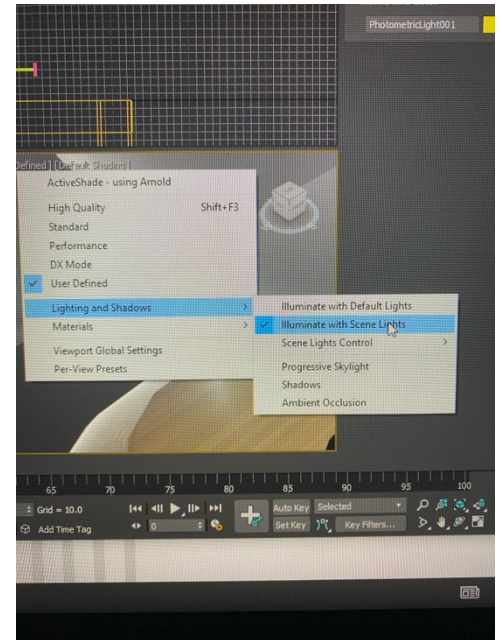 PhotometricLight001
Defined ] [Default Shading ]
ActiveShade - using Arnold
High Quality Shift+F3
Standard
Performance
DX Mode
User Defined
Lighting and Shadows
Materials
Viewport Global Settings
Per-View Presets
Illuminate with Default Lights
Illuminate with Scene Lights
Scene Lights Control
Progressive Skylight
Shadows
Ambient Occlusion
65 70 75 80 85 90 95 100
Grid = 10.0
Auto Key Selected
Add Time Tag
0
Set Key Key Filters...